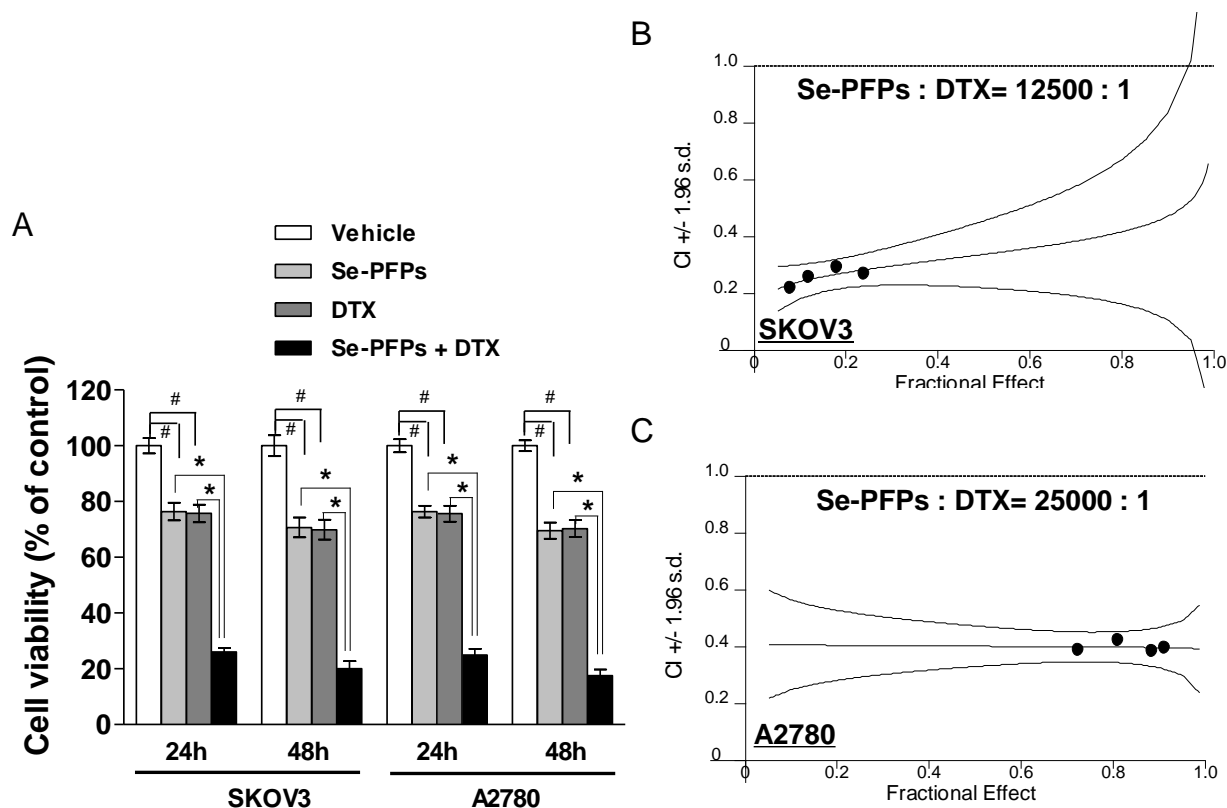 A
Vehicle
Se-PFPs
DTX
Se-PFPs + DTX
Cell viability (% of control)
120
100
80
60
40
20
0
# # # #
# # # #
* * * *
* * * *
24h 48h 24h 48h
SKOV3 A2780
B
Se-PFPs : DTX= 12500 : 1
CI +/- 1.96 s.d.
1.0
0.8
0.6
0.4
0.2
0
SKOV3
0 0.2 0.4 0.6 0.8 1.0
Fractional Effect
C
Se-PFPs : DTX= 25000 : 1
CI +/- 1.96 s.d.
1.0
0.8
0.6
0.4
0.2
0
A2780
0 0.2 0.4 0.6 0.8 1.0
Fractional Effect